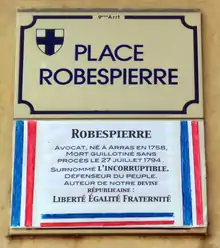 9ème Arrt
PLACE
ROBESPIERRE
ROBESPIERRE
AVOCAT, NÉ À ARRAS EN 1758,
MORT GUILLOTINÉ SANS
PROCÈS LE 27 JUILLET 1794
SURNOMMÉ L'INCORRUPTIBLE.
DÉFENSEUR DU PEUPLE,
AUTEUR DE NOTRE DEVISE
RÉPUBLICAINE :
LIBERTÉ EGALITÉ FRATERNITÉ